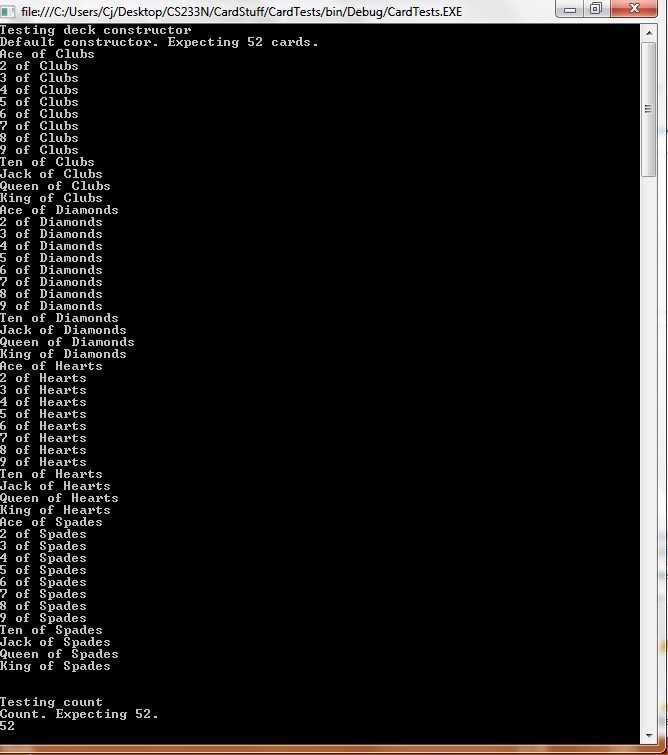 file:///C:/Users/Cj/Desktop/CS233N/CardStuff/CardTests/bin/Debug/CardTests.EXE
Testing deck constructor
Default constructor. Expecting 52 cards.
Ace of Clubs
2 of Clubs
3 of Clubs
4 of Clubs
5 of Clubs
6 of Clubs
7 of Clubs
8 of Clubs
9 of Clubs
Ten of Clubs
Jack of Clubs
Queen of Clubs
King of Clubs
Ace of Diamonds
2 of Diamonds
3 of Diamonds
4 of Diamonds
5 of Diamonds
6 of Diamonds
7 of Diamonds
8 of Diamonds
9 of Diamonds
Ten of Diamonds
Jack of Diamonds
Queen of Diamonds
King of Diamonds
Ace of Hearts
2 of Hearts
3 of Hearts
4 of Hearts
5 of Hearts
6 of Hearts
7 of Hearts
8 of Hearts
9 of Hearts
Ten of Hearts
Jack of Hearts
Queen of Hearts
King of Hearts
Ace of Spades
2 of Spades
3 of Spades
4 of Spades
5 of Spades
6 of Spades
7 of Spades
8 of Spades
9 of Spades
Ten of Spades
Jack of Spades
Queen of Spades
King of Spades
Testing count
Count. Expecting 52.
52